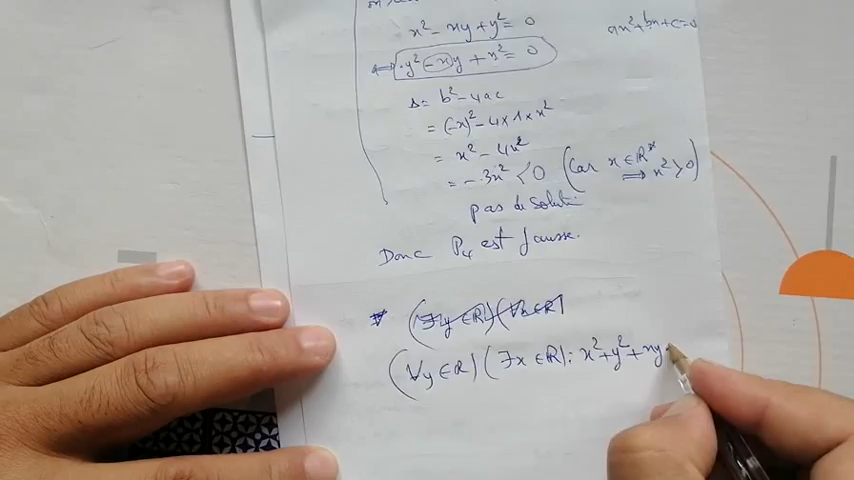 x² - xy + y² = 0
ax² + bx + c = 0
⟺ y² - xy + x² = 0
Δ = b² - 4ac
= (-x)² - 4×1×x²
= x² - 4x²
= -3x² < 0 (Car x ∈ ℝ* ⟹ x² > 0)
pas de solution
Donc P₄ est fausse.
(∀y ∈ ℝ) (∃x ∈ ℝ): x² + y² + xy